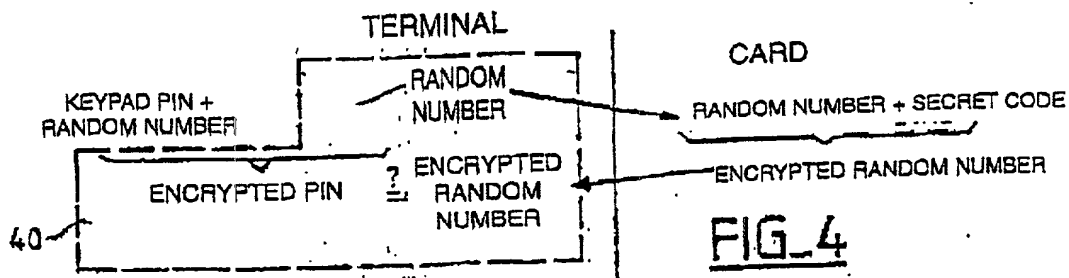 TERMINAL
CARD
KEYPAD PIN +
RANDOM NUMBER
RANDOM
NUMBER
RANDOM NUMBER + SECRET CODE
ENCRYPTED PIN
?
=
ENCRYPTED
RANDOM
NUMBER
ENCRYPTED RANDOM NUMBER
40
FIG_4